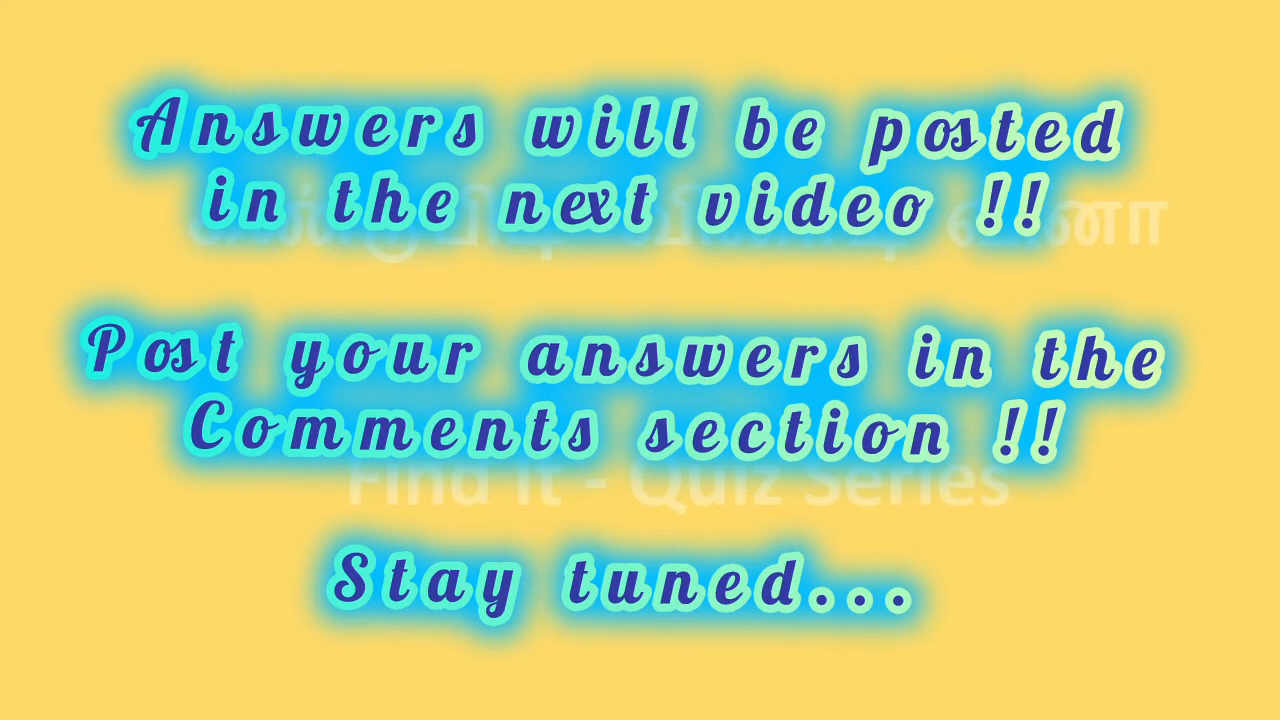 Answers will be posted
in the next video !!
Post your answers in the
Comments section !!
Find it - Quiz Series
Stay tuned...